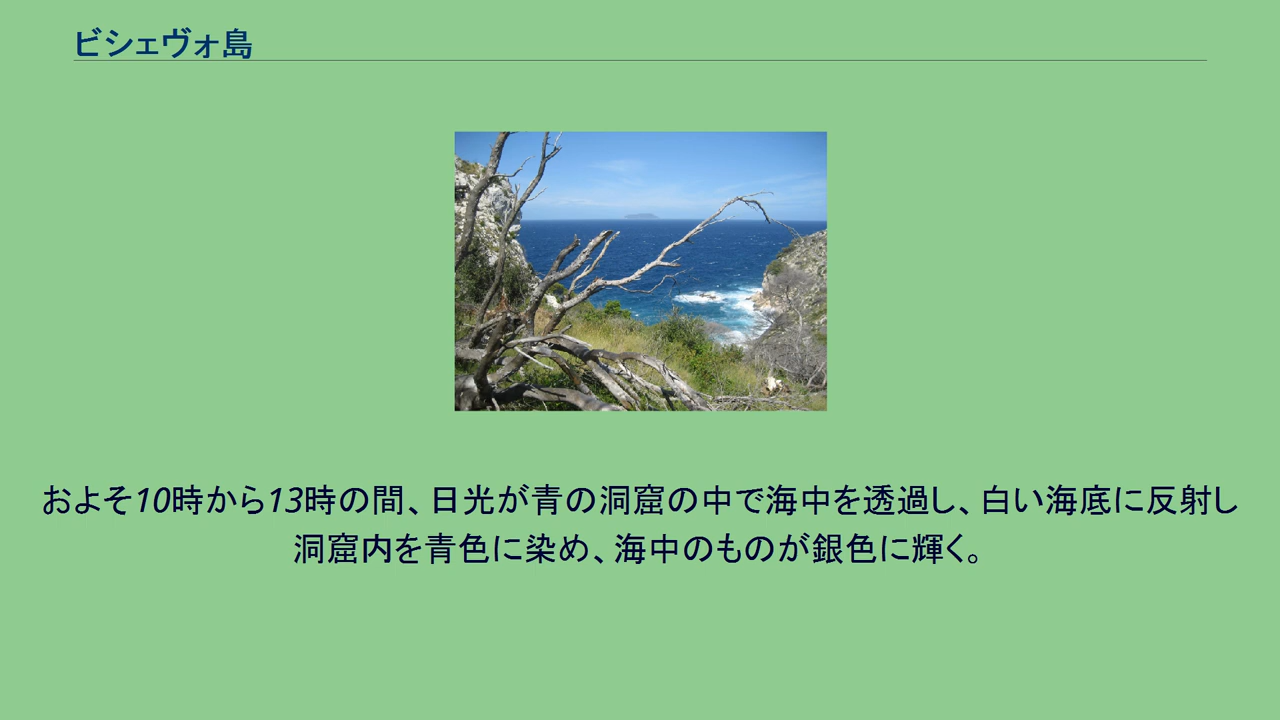 ビシェヴォ島
およそ10時から13時の間、日光が青の洞窟の中で海中を透過し、白い海底に反射し
洞窟内を青色に染め、海中のものが銀色に輝く。